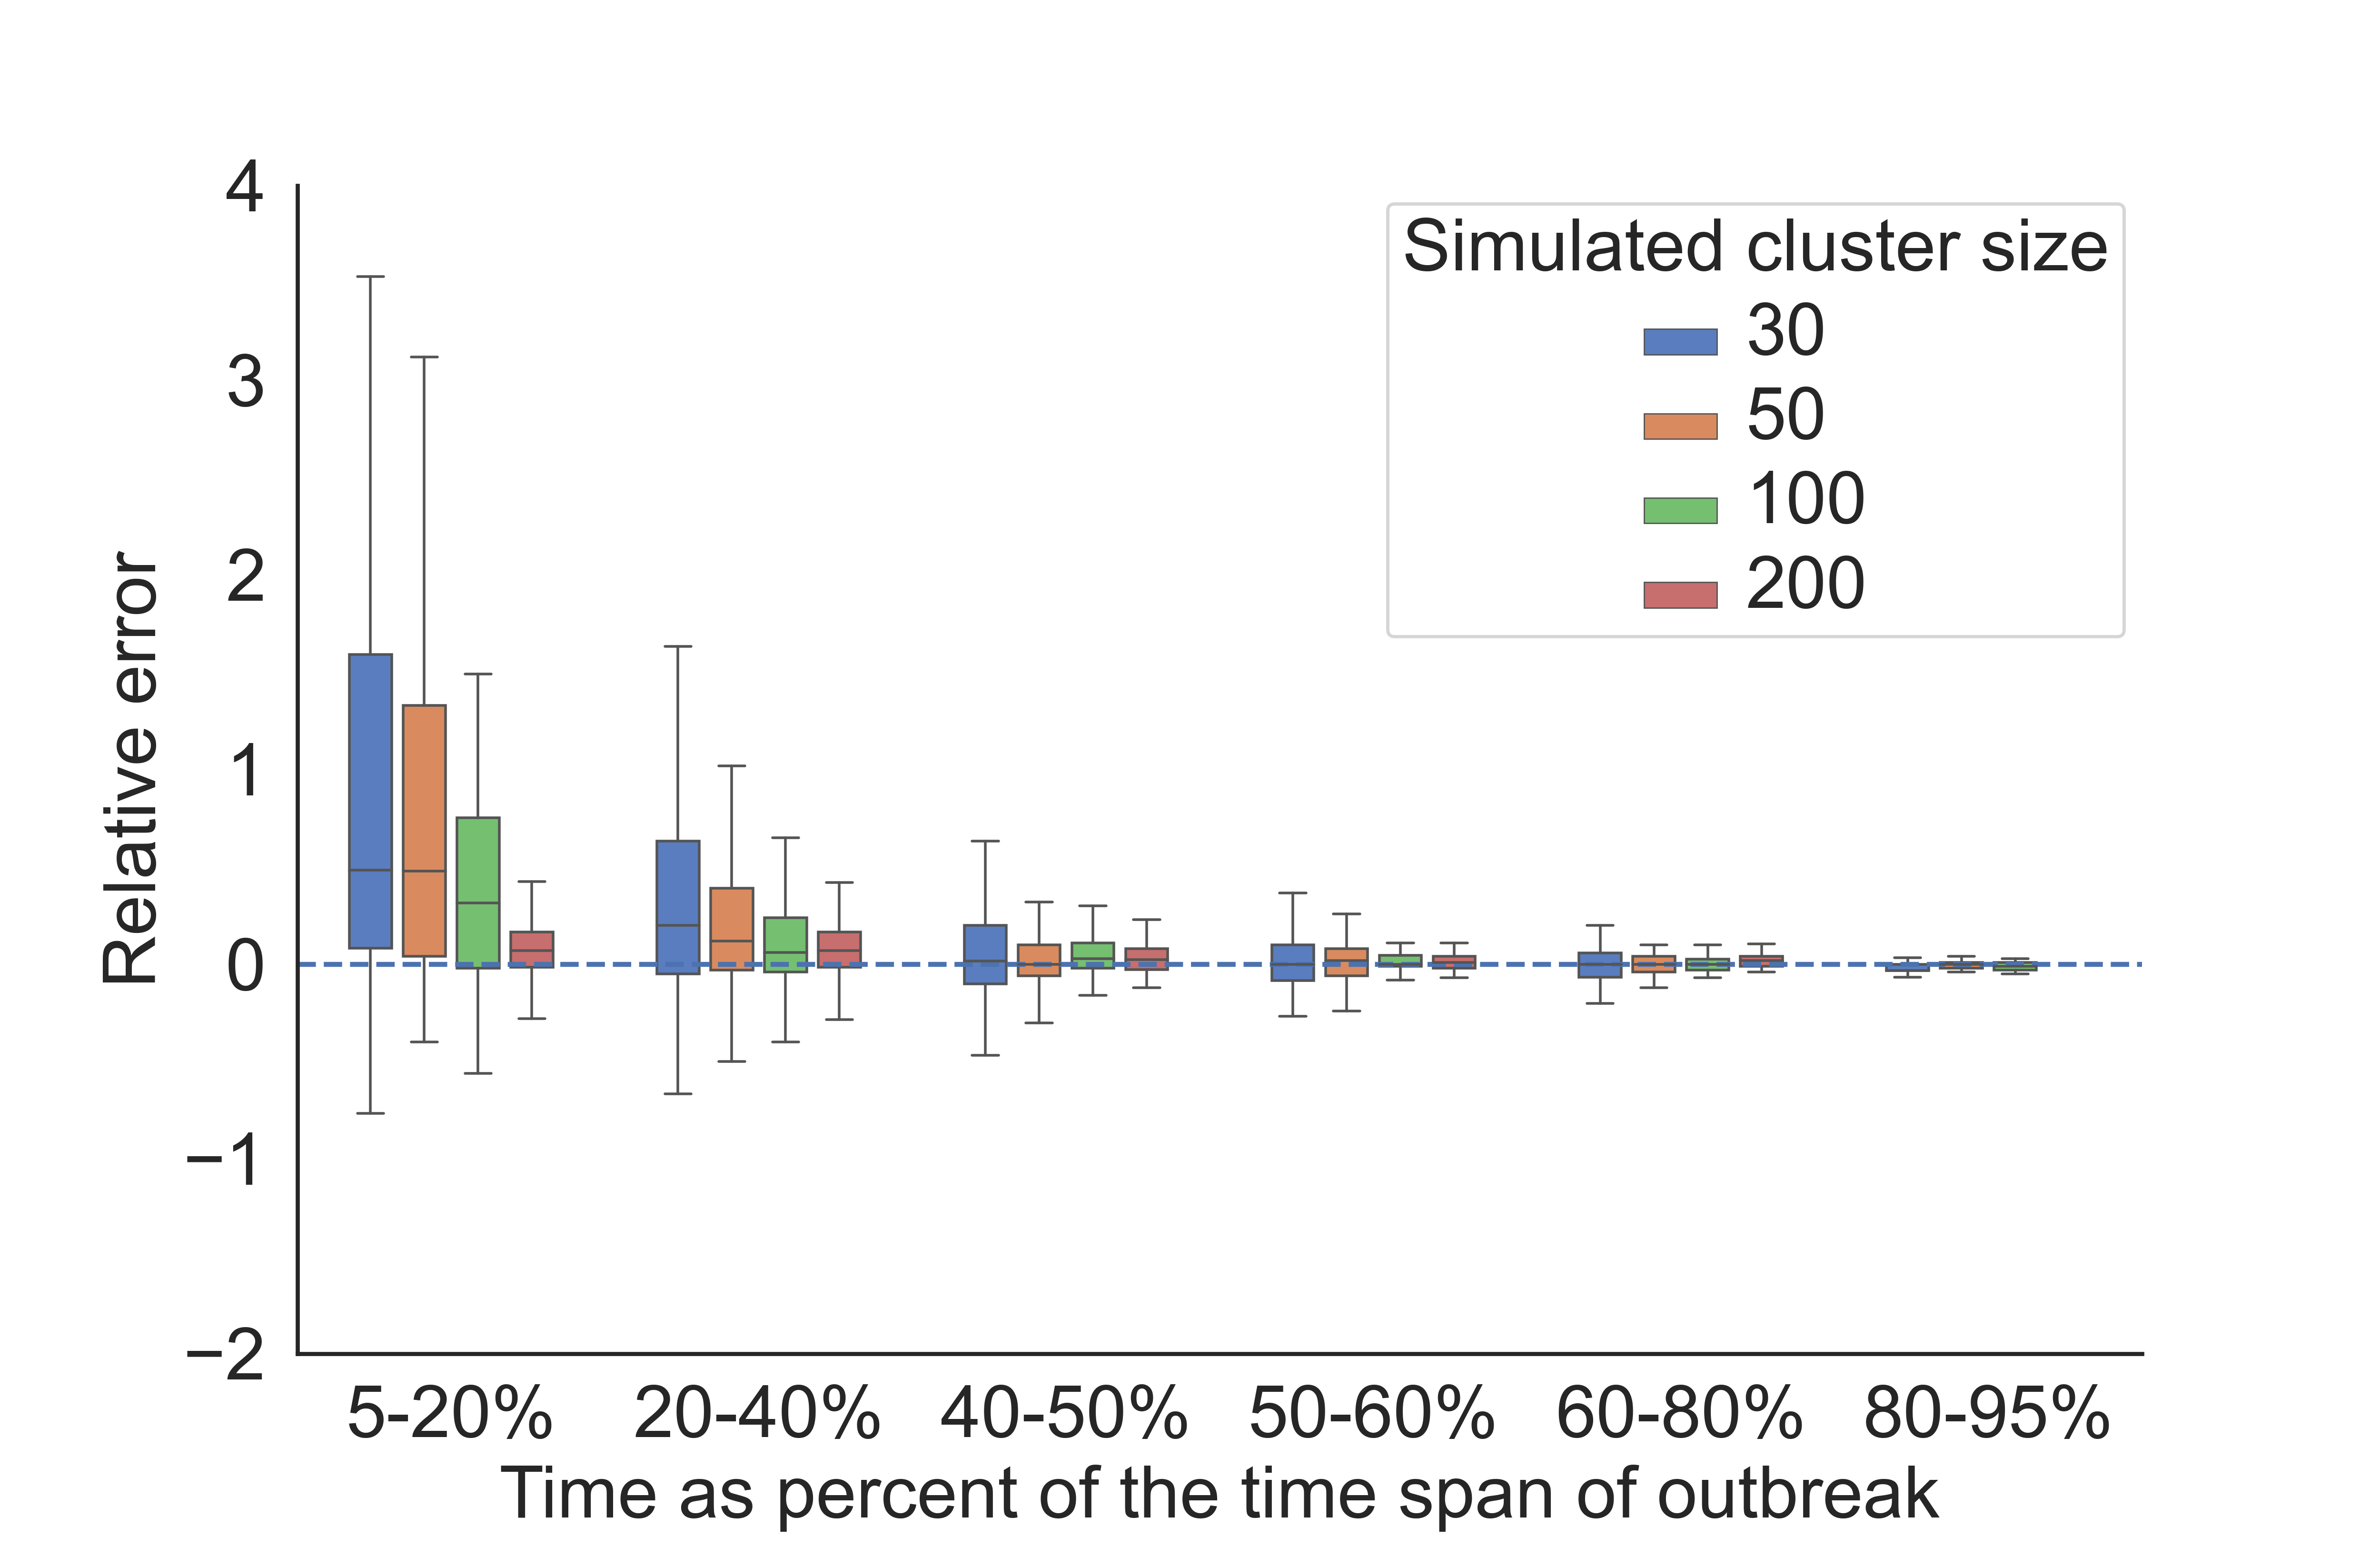 4
3
2
1
0
−1
−2
Relative error
Simulated cluster size
30
50
100
200
5-20% 20-40% 40-50% 50-60% 60-80% 80-95%
Time as percent of the time span of outbreak